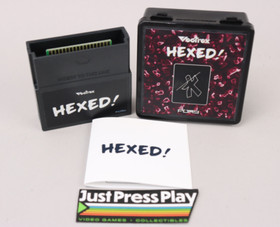 Vectrex
HEXED!
Vectrex
HEXED!
HEXED!
Just Press Play
VIDEO GAMES • COLLECTIBLES